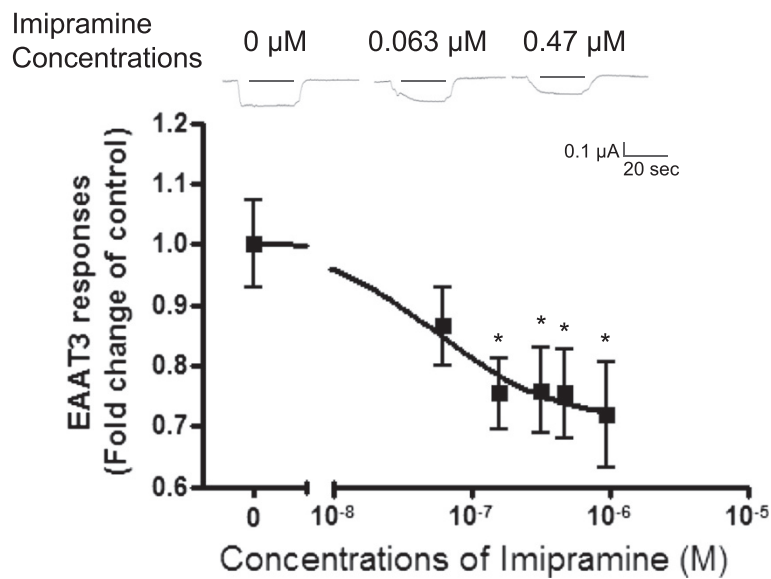 Imipramine
Concentrations
0 µM 0.063 µM 0.47 µM
0.1 µA
20 sec
EAAT3 responses
(Fold change of control)
1.2
1.1
1.0
0.9
0.8
0.7
0.6
* * * *
0 10-8 10-7 10-6 10-5
Concentrations of Imipramine (M)